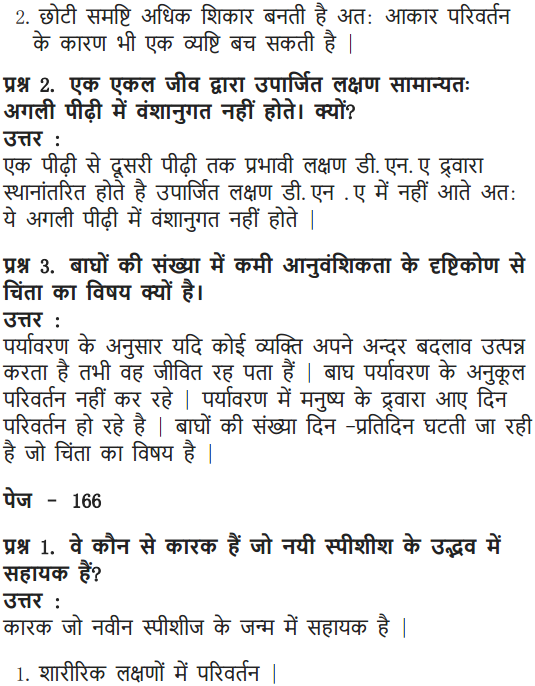 2. छोटी समष्टि अधिक शिकार बनती है अतः आकार परिवर्तन
के कारण भी एक व्यष्टि बच सकती है |
प्रश्न 2. एक एकल जीव द्वारा उपार्जित लक्षण सामान्यतः
अगली पीढ़ी में वंशानुगत नहीं होते। क्यों?
उत्तर :
एक पीढ़ी से दूसरी पीढ़ी तक प्रभावी लक्षण डी.एन.ए द्वारा
स्थानांतरित होते है उपार्जित लक्षण डी.एन .ए में नहीं आते अतः
ये अगली पीढ़ी में वंशानुगत नहीं होते |
प्रश्न 3. बाघों की संख्या में कमी आनुवंशिकता के दृष्टिकोण से
चिंता का विषय क्यों है।
उत्तर :
पर्यावरण के अनुसार यदि कोई व्यक्ति अपने अन्दर बदलाव उत्पन्न
करता है तभी वह जीवित रह पता हैं | बाघ पर्यावरण के अनुकूल
परिवर्तन नहीं कर रहे | पर्यावरण में मनुष्य के द्वारा आए दिन
परिवर्तन हो रहे है | बाघों की संख्या दिन -प्रतिदिन घटती जा रही
है जो चिंता का विषय है |
पेज - 166
प्रश्न 1. वे कौन से कारक हैं जो नयी स्पीशीश के उद्भव में
सहायक हैं?
उत्तर :
कारक जो नवीन स्पीशीज के जन्म में सहायक है |
1. शारीरिक लक्षणों में परिवर्तन |